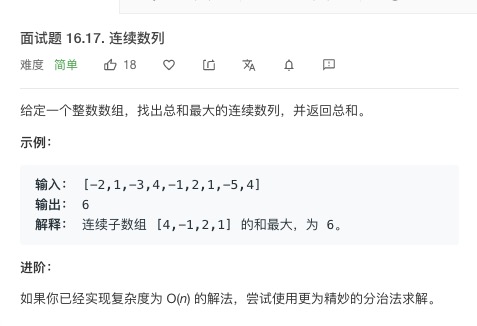 面试题 16.17. 连续数列
难度 简单 18
给定一个整数数组，找出总和最大的连续数列，并返回总和。
示例：
输入： [-2,1,-3,4,-1,2,1,-5,4]
输出： 6
解释： 连续子数组 [4,-1,2,1] 的和最大，为 6。
进阶：
如果你已经实现复杂度为 O(n) 的解法，尝试使用更为精妙的分治法求解。